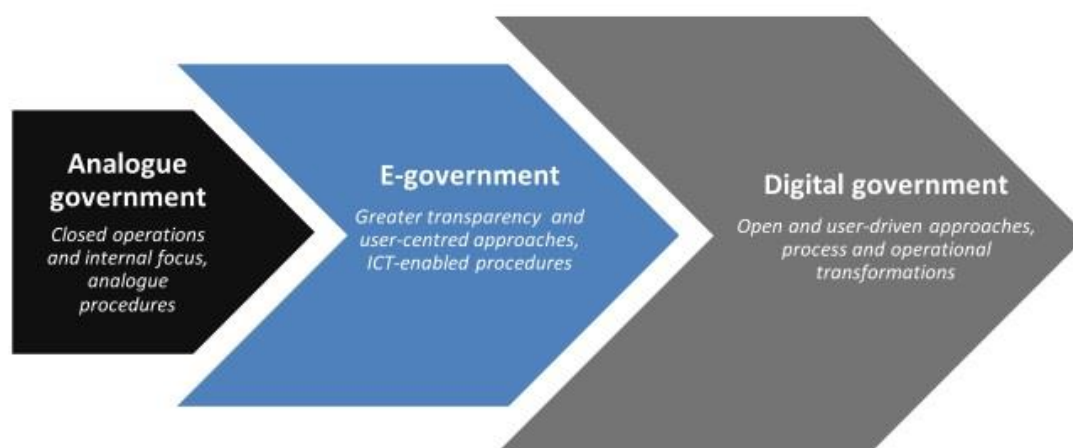 Analogue
government
Closed operations
and internal focus,
analogue
procedures
E-government
Greater transparency and
user-centred approaches,
ICT-enabled procedures
Digital government
Open and user-driven approaches,
process and operational
transformations